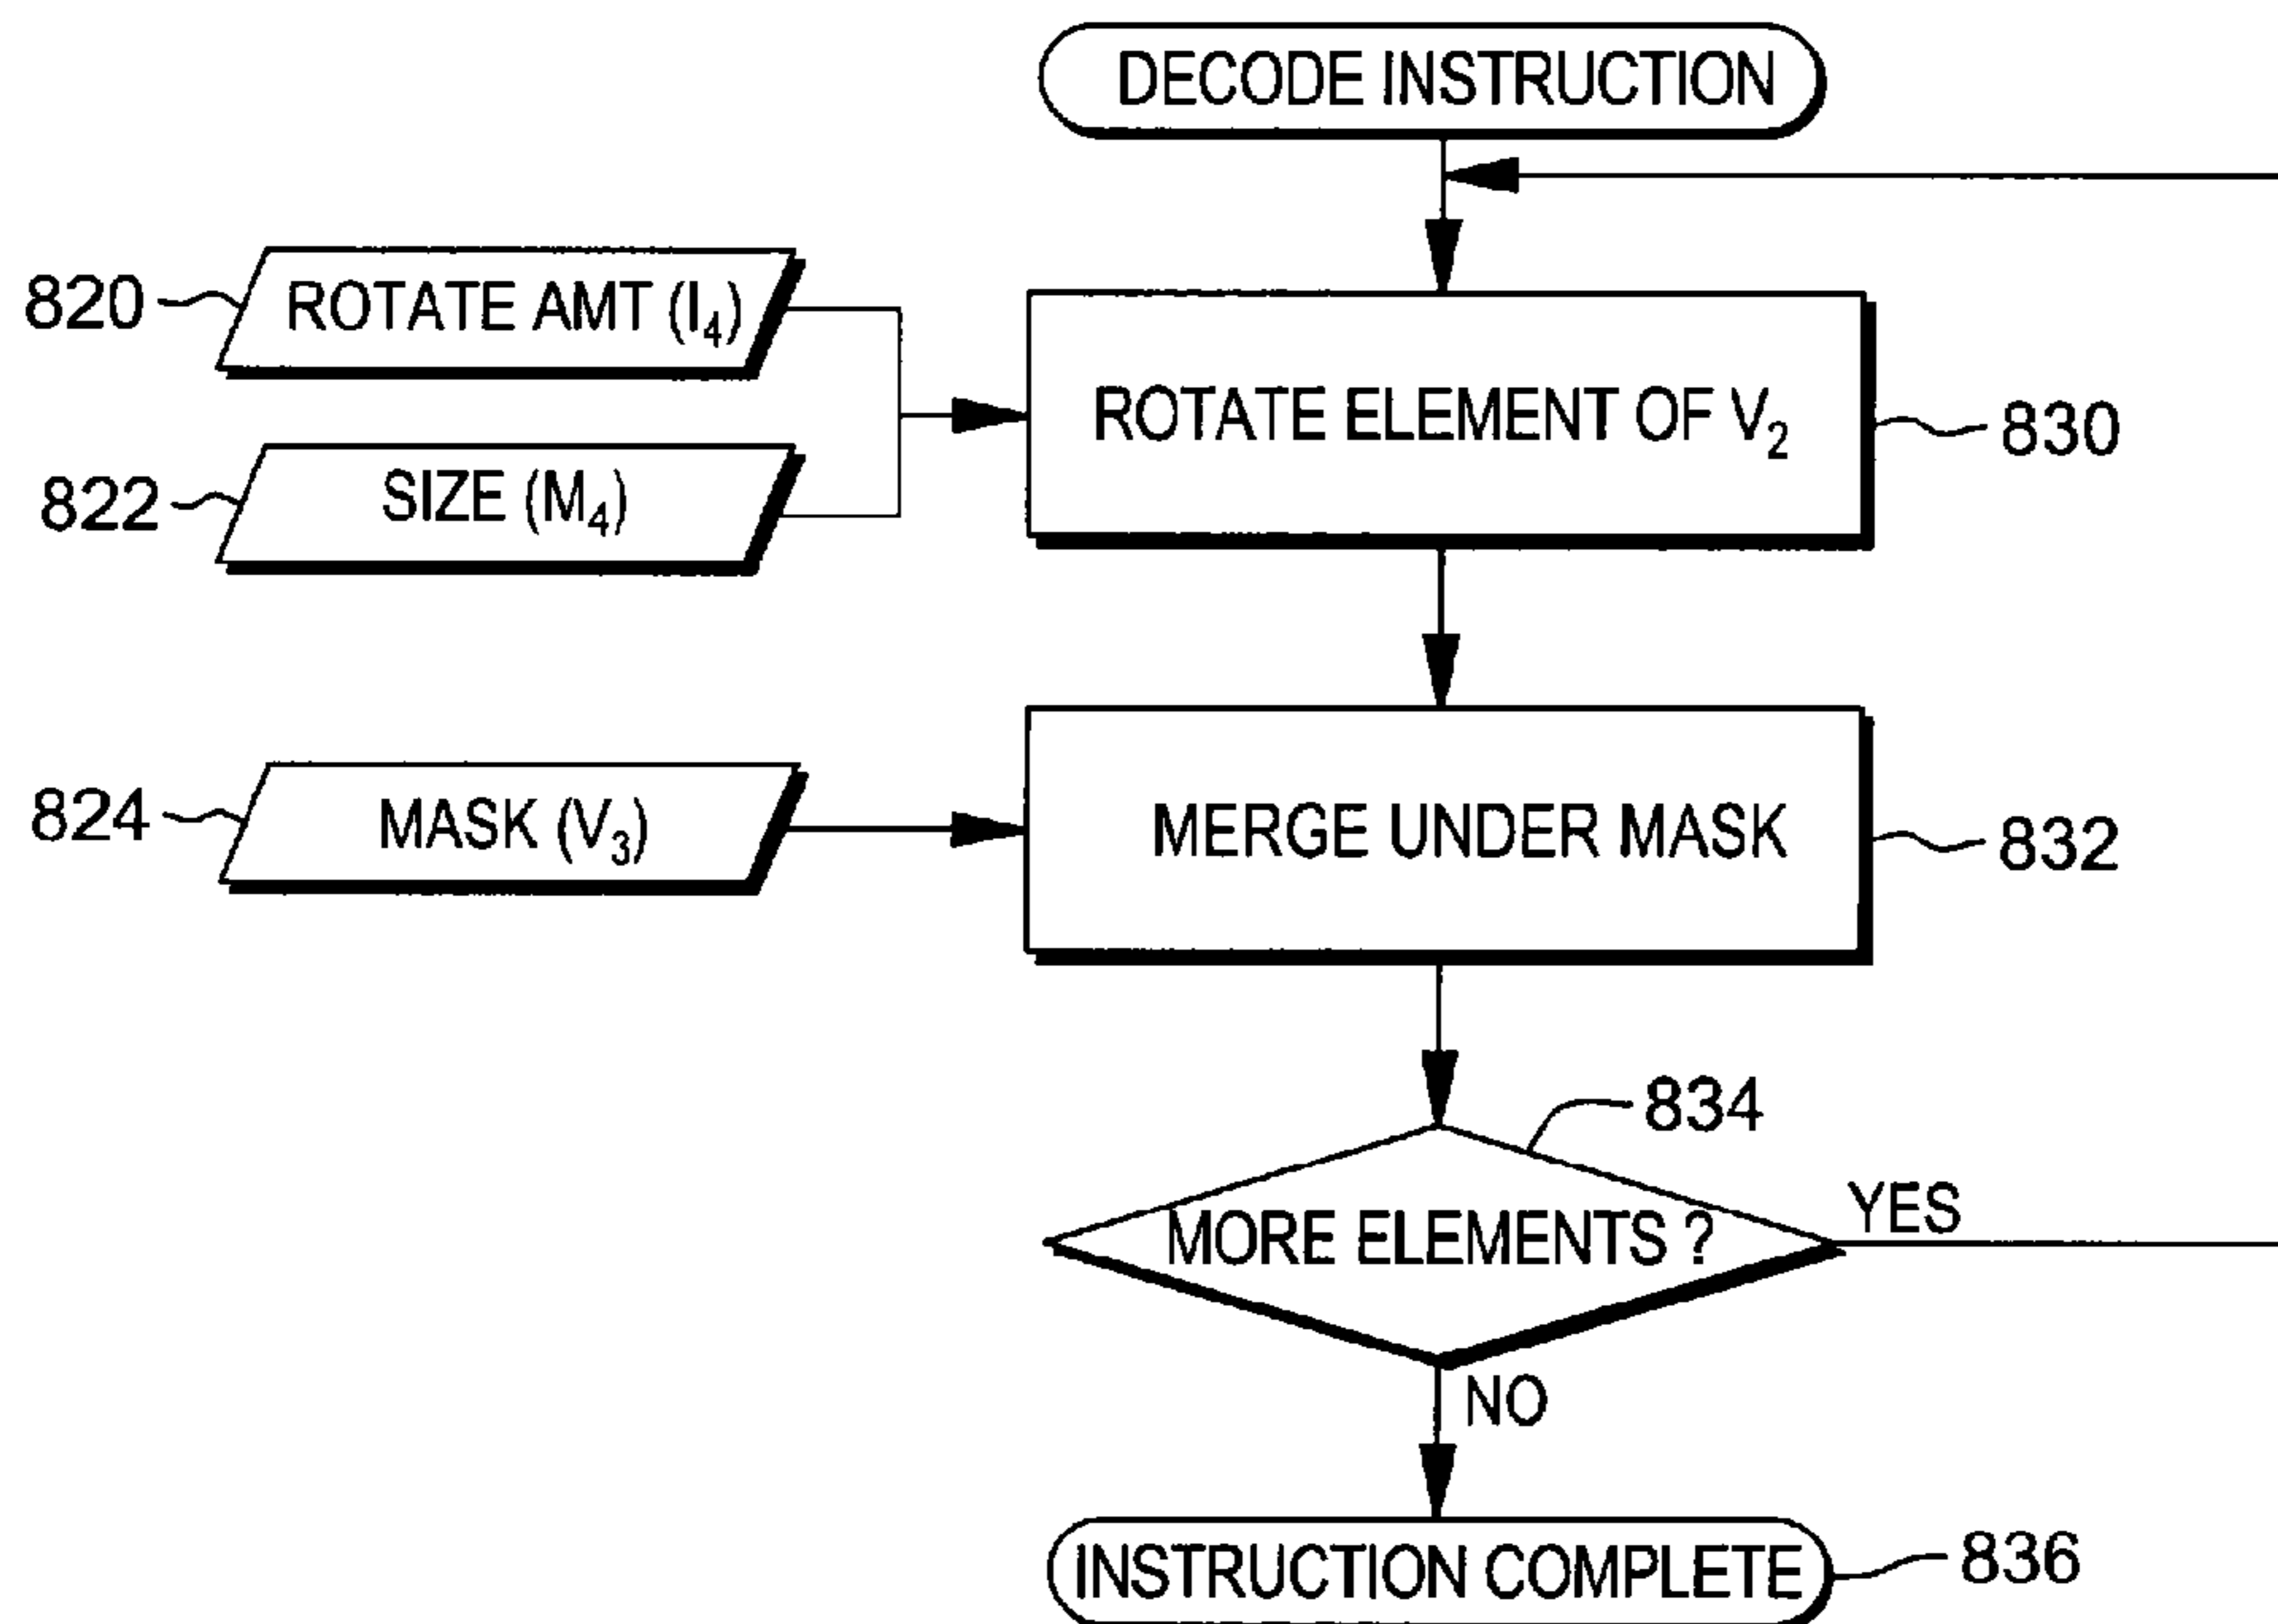 DECODE INSTRUCTION
820
ROTATE AMT (I₄)
822
SIZE (M₄)
ROTATE ELEMENT OF V₂
830
824
MASK (V₃)
MERGE UNDER MASK
832
834
MORE ELEMENTS ?
YES
NO
INSTRUCTION COMPLETE
836